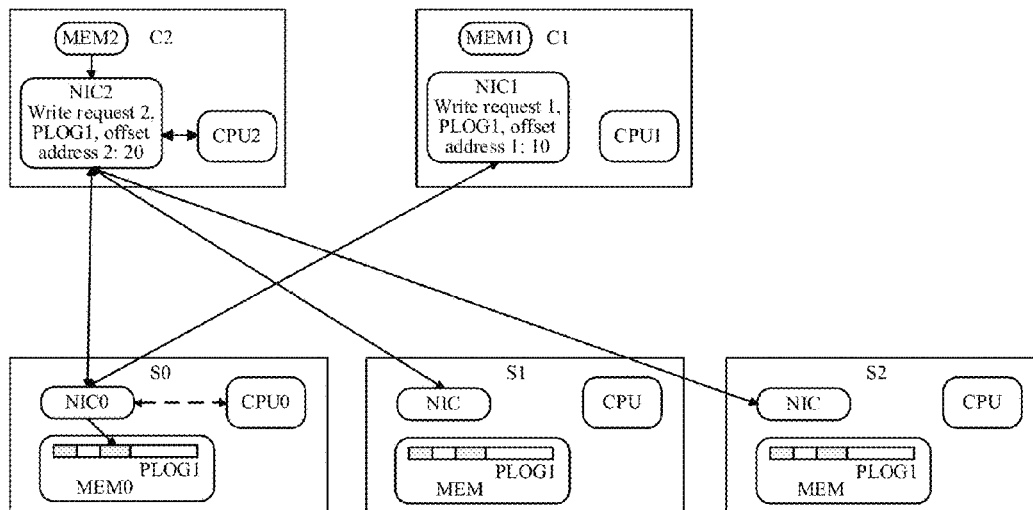 MEM2
C2
NIC2
Write request 2,
PLOG1, offset
address 2: 20
CPU2
MEM1
C1
NIC1
Write request 1,
PLOG1, offset
address 1: 10
CPU1
S0
NIC0
CPU0
PLOG1
MEM0
S1
NIC
CPU
PLOG1
MEM
S2
NIC
CPU
PLOG1
MEM